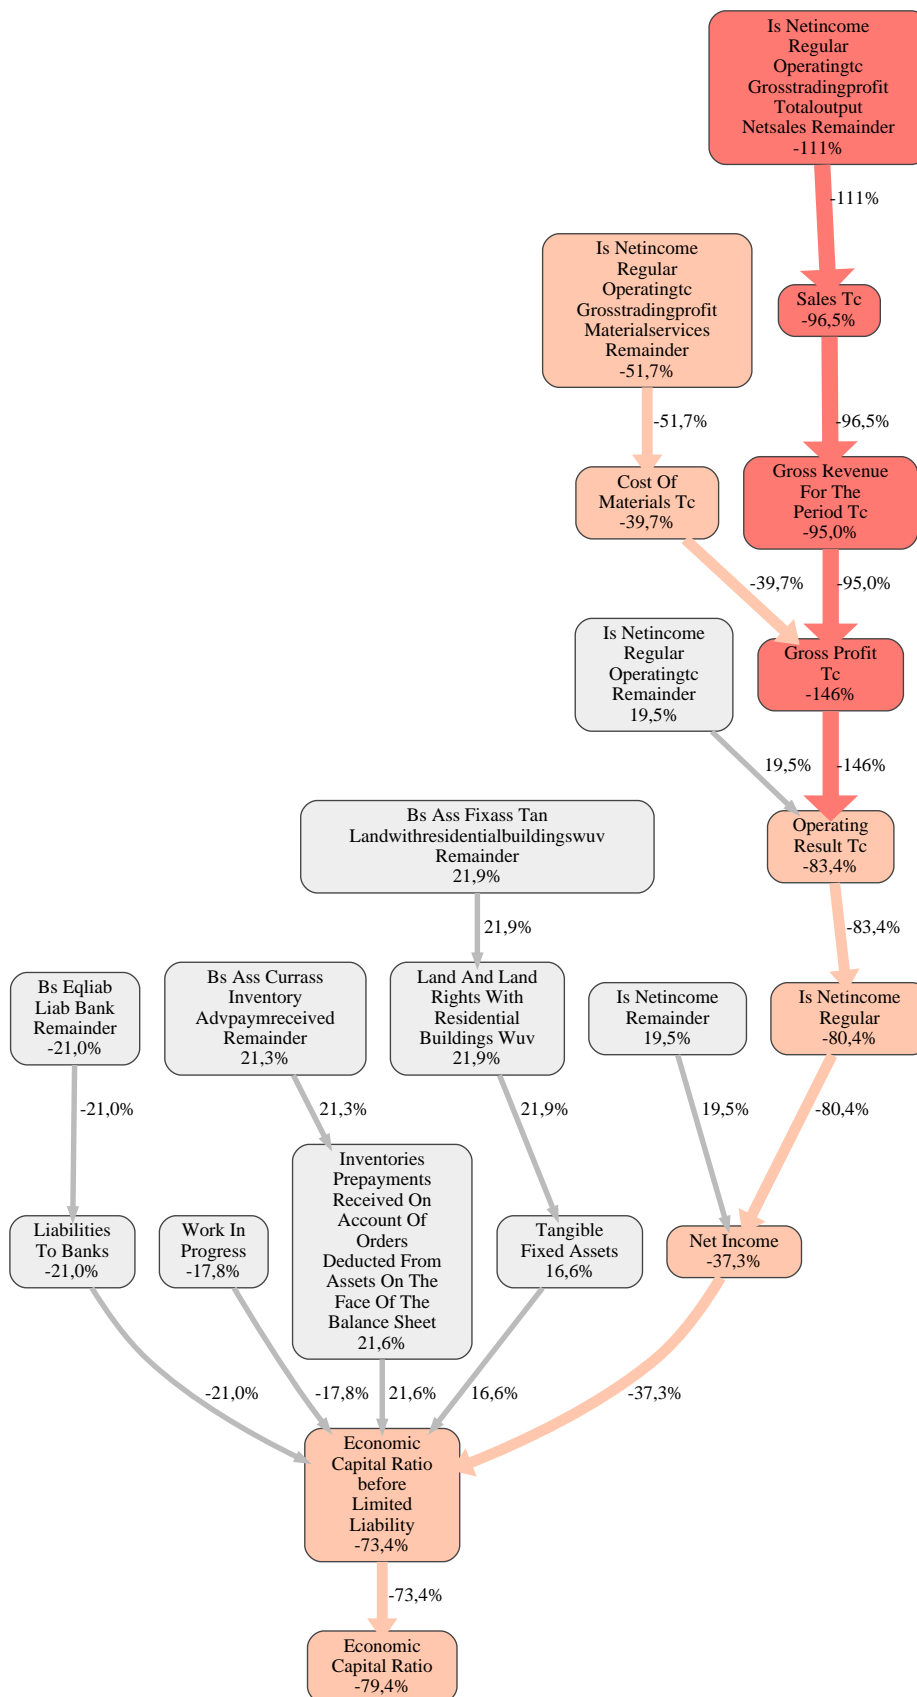 Is Netincome
Regular
Operatingtc
Grosstradingprofit
Totaloutput
Netsales Remainder
-111%
-111%
Is Netincome
Regular
Operatingtc
Grosstradingprofit
Materialservices
Remainder
-51,7%
Sales Tc
-96,5%
-51,7%
-96,5%
Cost Of
Materials Tc
-39,7%
Gross Revenue
For The
Period Tc
-95,0%
-39,7%
-95,0%
Is Netincome
Regular
Operatingtc
Remainder
19,5%
Gross Profit
Tc
-146%
19,5%
-146%
Bs Ass Fixass Tan
Landwithresidentialbuildingswuv
Remainder
21,9%
Operating
Result Tc
-83,4%
21,9%
-83,4%
Bs Eqliab
Liab Bank
Remainder
-21,0%
Bs Ass Currass
Inventory
Advpaymreceived
Remainder
21,3%
Land And Land
Rights With
Residential
Buildings Wuv
21,9%
Is Netincome
Remainder
19,5%
Is Netincome
Regular
-80,4%
-21,0%
21,3%
21,9%
19,5%
-80,4%
Liabilities
To Banks
-21,0%
Work In
Progress
-17,8%
Inventories
Prepayments
Received On
Account Of
Orders
Deducted From
Assets On The
Face Of The
Balance Sheet
21,6%
Tangible
Fixed Assets
16,6%
Net Income
-37,3%
-21,0%
-17,8%
21,6%
16,6%
-37,3%
Economic
Capital Ratio
before
Limited
Liability
-73,4%
-73,4%
Economic
Capital Ratio
-79,4%